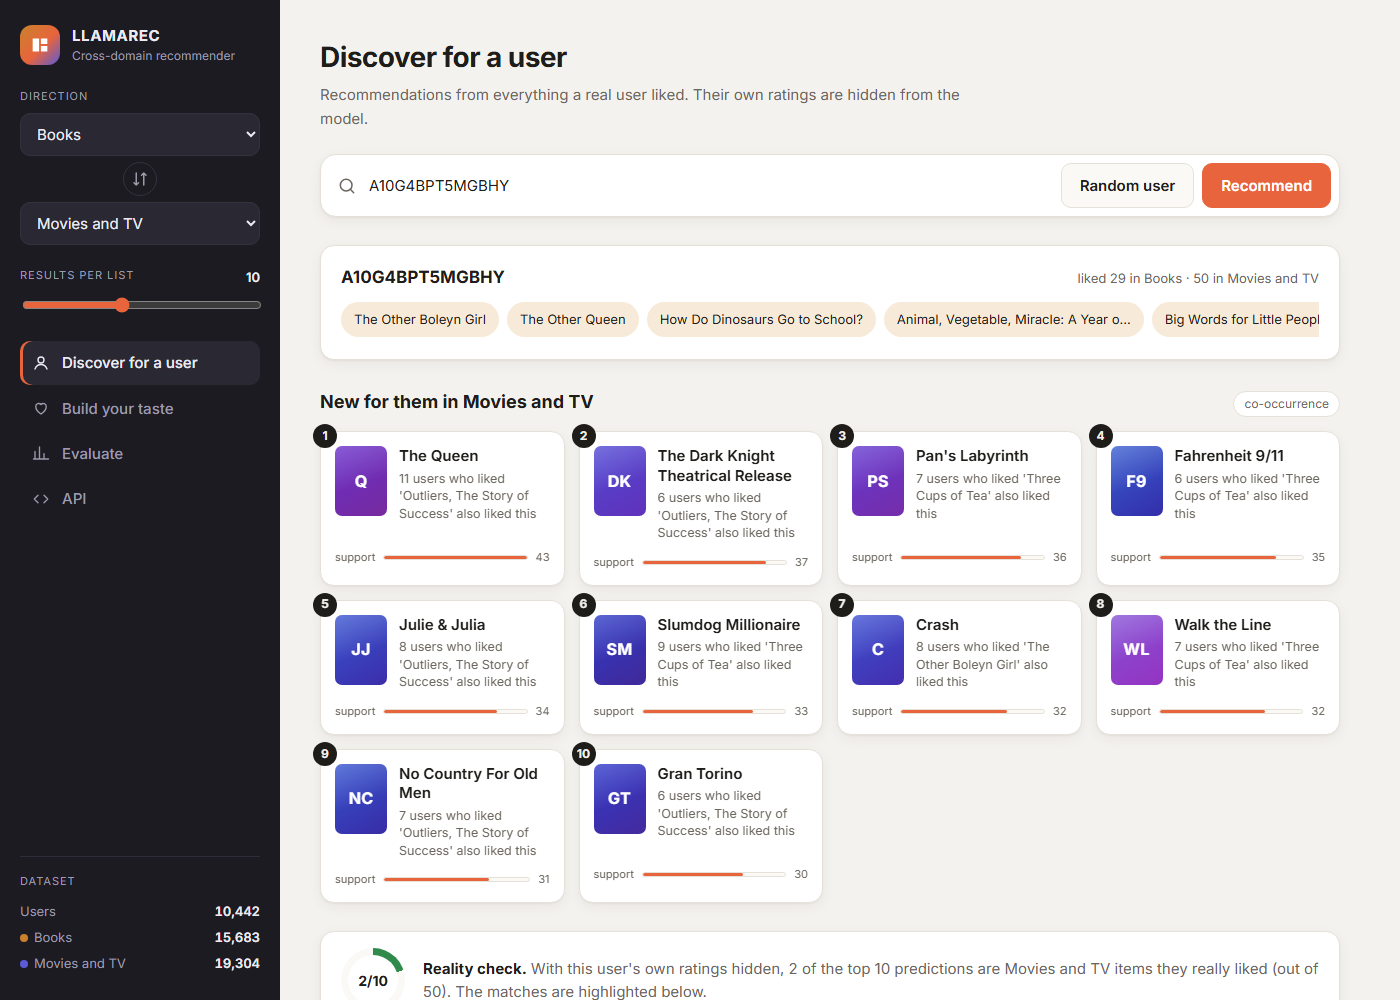 LLAMAREC
Cross-domain recommender
DIRECTION
Books
Movies and TV
RESULTS PER LIST 10
Discover for a user
Build your taste
Evaluate
API
DATASET
Users 10,442
Books 15,683
Movies and TV 19,304
Discover for a user
Recommendations from everything a real user liked. Their own ratings are hidden from the
model.
A10G4BPT5MGBHY
Random user
Recommend
A10G4BPT5MGBHY
liked 29 in Books · 50 in Movies and TV
The Other Boleyn Girl
The Other Queen
How Do Dinosaurs Go to School?
Animal, Vegetable, Miracle: A Year o...
Big Words for Little Peopl
New for them in Movies and TV
co-occurrence
1
Q
The Queen
11 users who liked
'Outliers, The Story of
Success' also liked this
support 43
2
DK
The Dark Knight
Theatrical Release
6 users who liked
'Outliers, The Story of
Success' also liked this
support 37
3
PS
Pan's Labyrinth
7 users who liked 'Three
Cups of Tea' also liked
this
support 36
4
F9
Fahrenheit 9/11
6 users who liked 'Three
Cups of Tea' also liked
this
support 35
5
JJ
Julie & Julia
8 users who liked
'Outliers, The Story of
Success' also liked this
support 34
6
SM
Slumdog Millionaire
9 users who liked 'Three
Cups of Tea' also liked
this
support 33
7
C
Crash
8 users who liked 'The
Other Boleyn Girl' also
liked this
support 32
8
WL
Walk the Line
7 users who liked 'Three
Cups of Tea' also liked
this
support 32
9
NC
No Country For Old
Men
7 users who liked
'Outliers, The Story of
Success' also liked this
support 31
10
GT
Gran Torino
6 users who liked
'Outliers, The Story of
Success' also liked this
support 30
2/10
Reality check. With this user's own ratings hidden, 2 of the top 10 predictions are Movies and TV items they really liked (out of
50). The matches are highlighted below.